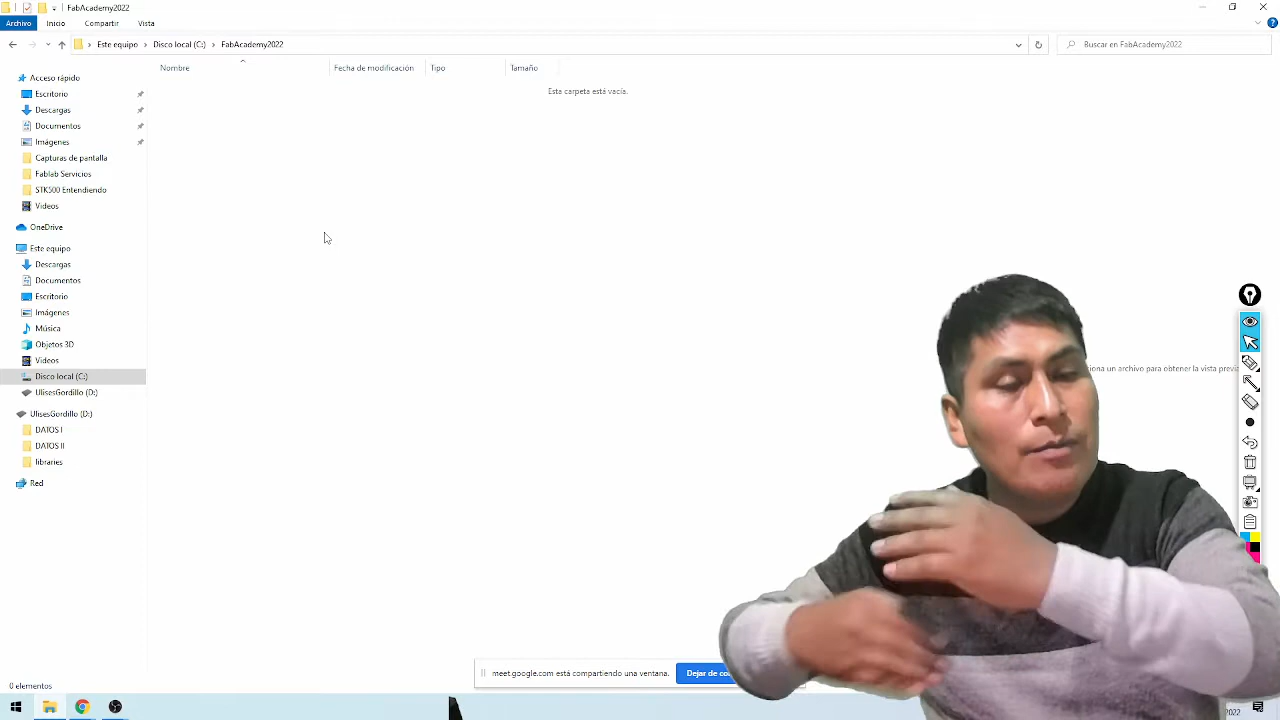 FabAcademy2022
Archivo Inicio Compartir Vista
Este equipo Disco local (C:) FabAcademy2022
Buscar en FabAcademy2022
Nombre Fecha de modificación Tipo Tamaño
Esta carpeta está vacía.
Acceso rápido
Escritorio
Descargas
Documentos
Imágenes
Capturas de pantalla
Fablab Servicios
STK500 Entendiendo
Videos
OneDrive
Este equipo
Descargas
Documentos
Escritorio
Imágenes
Música
Objetos 3D
Videos
Disco local (C:)
UlisesGordillo (D:)
UlisesGordillo (D:)
DATOS I
DATOS II
libraries
Red
un archivo para obtener la vista
meet.google.com está compartiendo una ventana.
Dejar de
0 elementos
2022